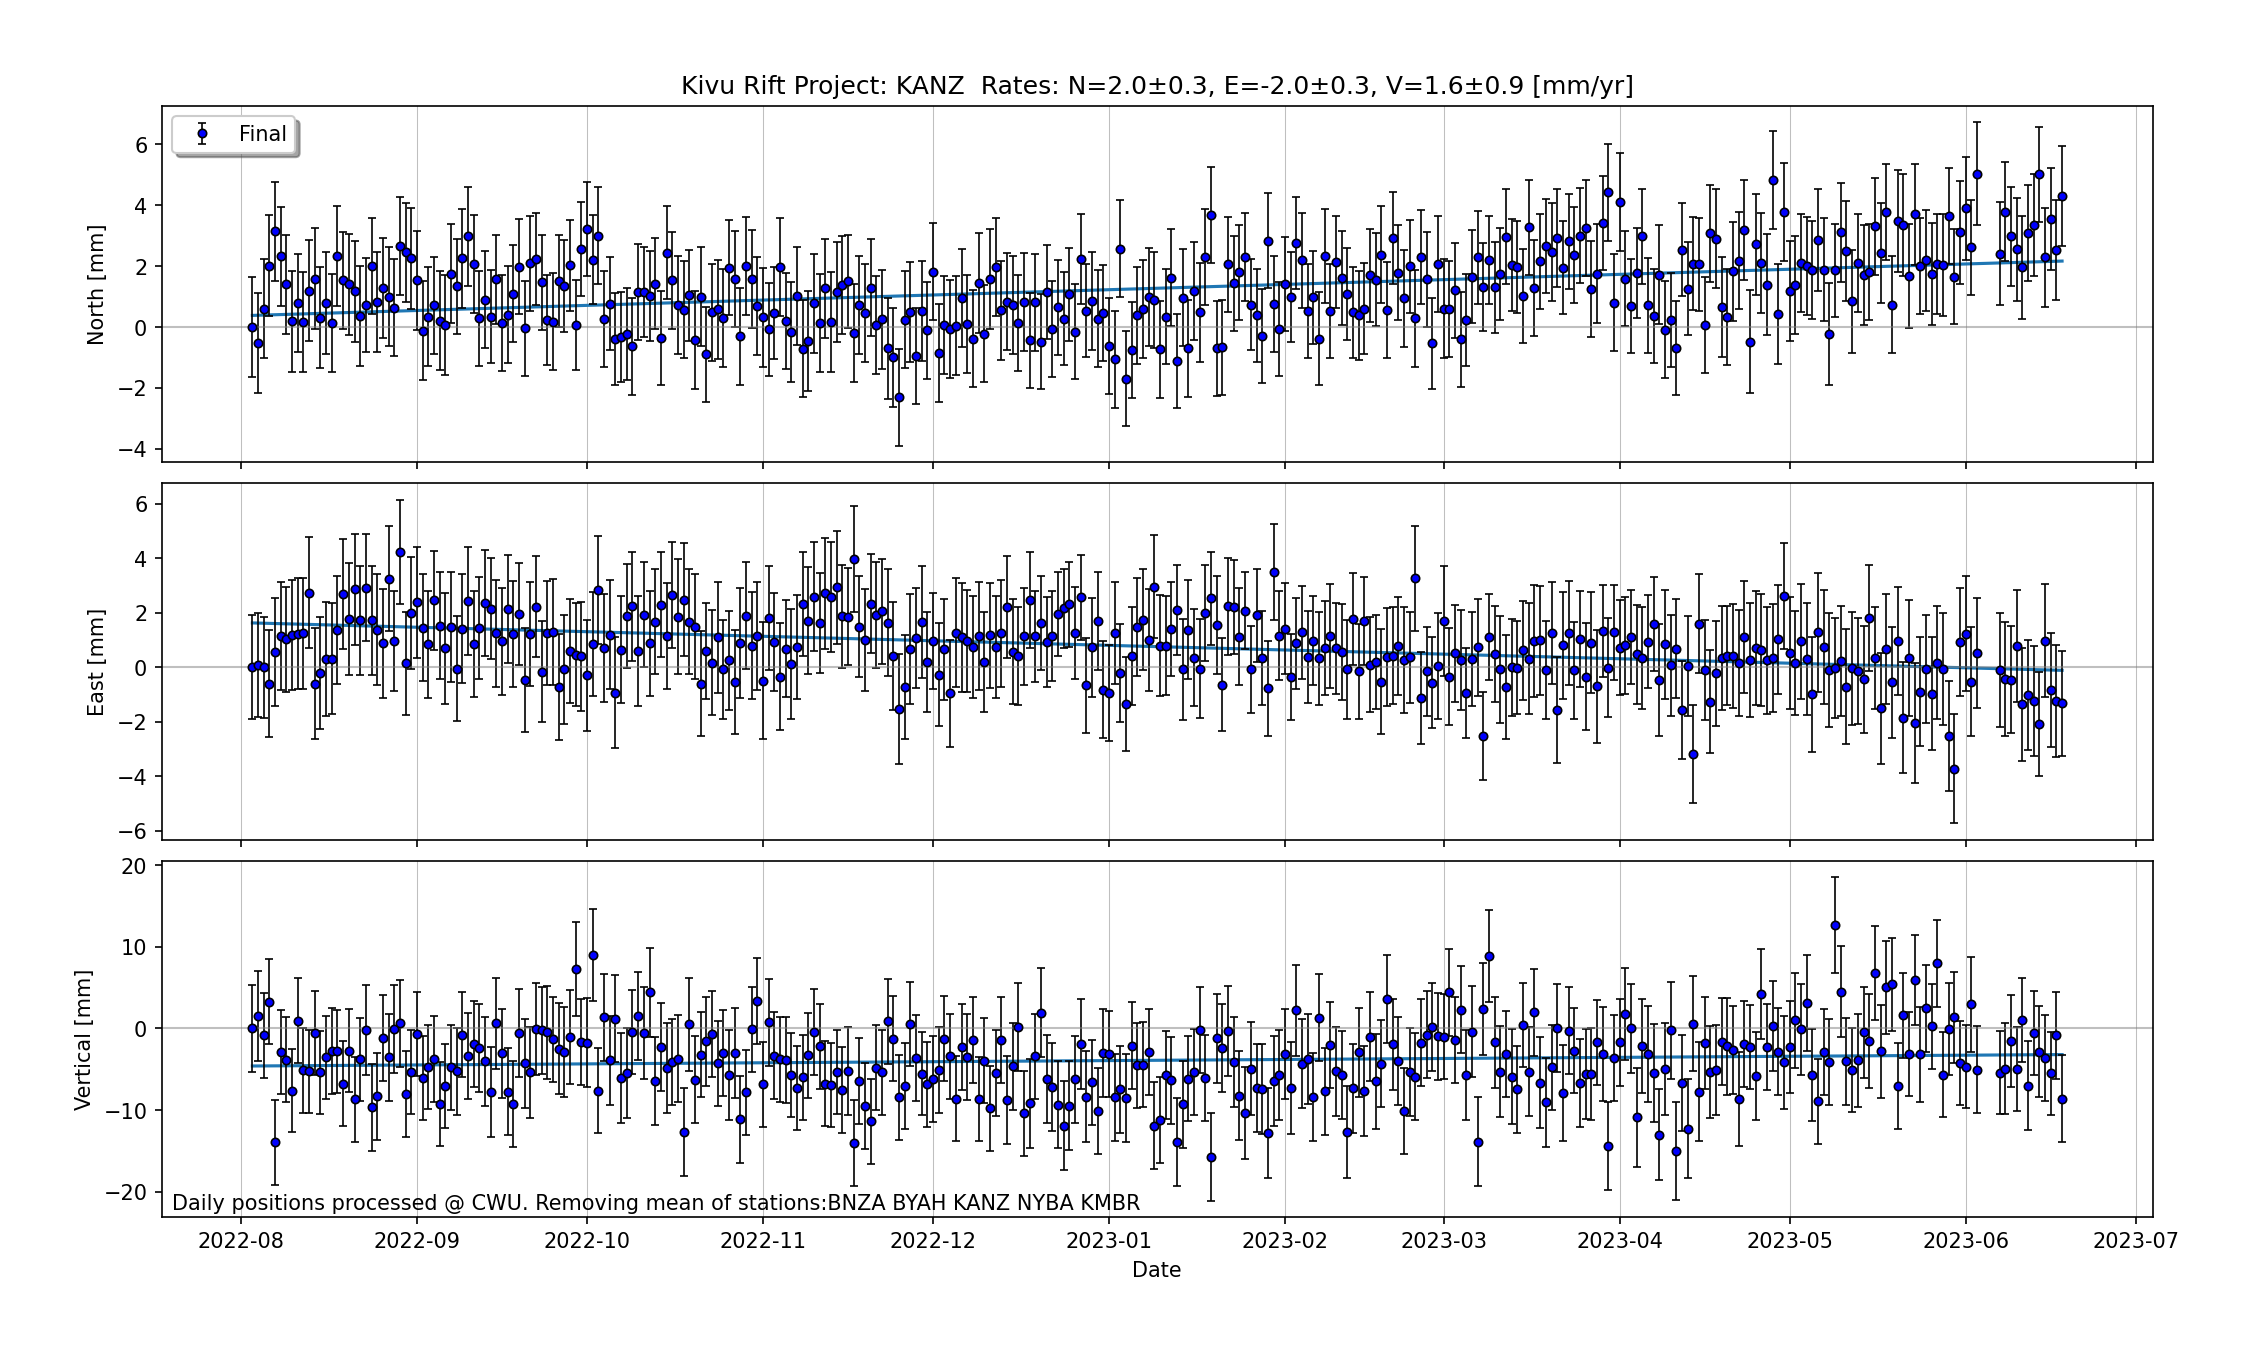 Kivu Rift Project: KANZ  Rates: N=2.0±0.3, E=-2.0±0.3, V=1.6±0.9 [mm/yr]
Final
North [mm]
6
4
2
0
−2
−4
East [mm]
6
4
2
0
−2
−4
−6
Vertical [mm]
20
10
0
−10
−20
Daily positions processed @ CWU. Removing mean of stations:BNZA BYAH KANZ NYBA KMBR
2022-08 2022-09 2022-10 2022-11 2022-12 2023-01 2023-02 2023-03 2023-04 2023-05 2023-06 2023-07
Date